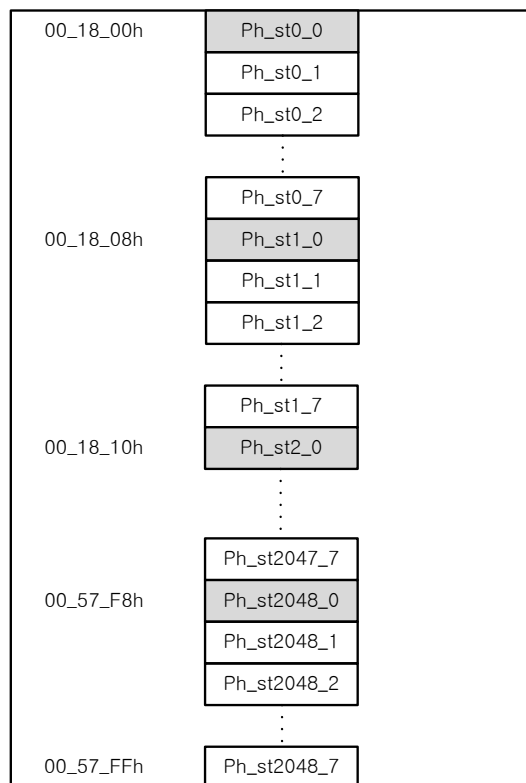 00_18_00h Ph_st0_0
Ph_st0_1
Ph_st0_2
Ph_st0_7
00_18_08h Ph_st1_0
Ph_st1_1
Ph_st1_2
Ph_st1_7
00_18_10h Ph_st2_0
Ph_st2047_7
00_57_F8h Ph_st2048_0
Ph_st2048_1
Ph_st2048_2
00_57_FFh Ph_st2048_7